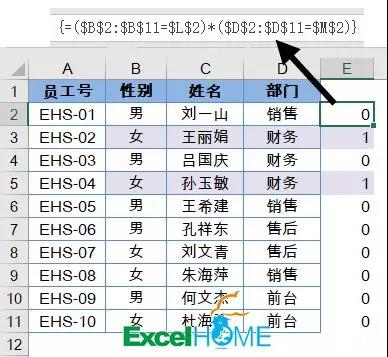 {=($B$2:$B$11=$L$2)*($D$2:$D$11=$M$2)}
A B C D E
1 员工号 性别 姓名 部门
2 EHS-01 男 刘一山 销售 0
3 EHS-02 女 王丽娟 财务 1
4 EHS-03 男 吕国庆 财务 0
5 EHS-04 女 孙玉敏 财务 1
6 EHS-05 男 王希建 销售 0
7 EHS-06 男 孔祥东 售后 0
8 EHS-07 女 刘文青 售后 0
9 EHS-08 女 朱海萍 销售 0
10 EHS-09 男 何文杰 前台 0
11 EHS-10 女 杜海 前台 0
Excel HOME